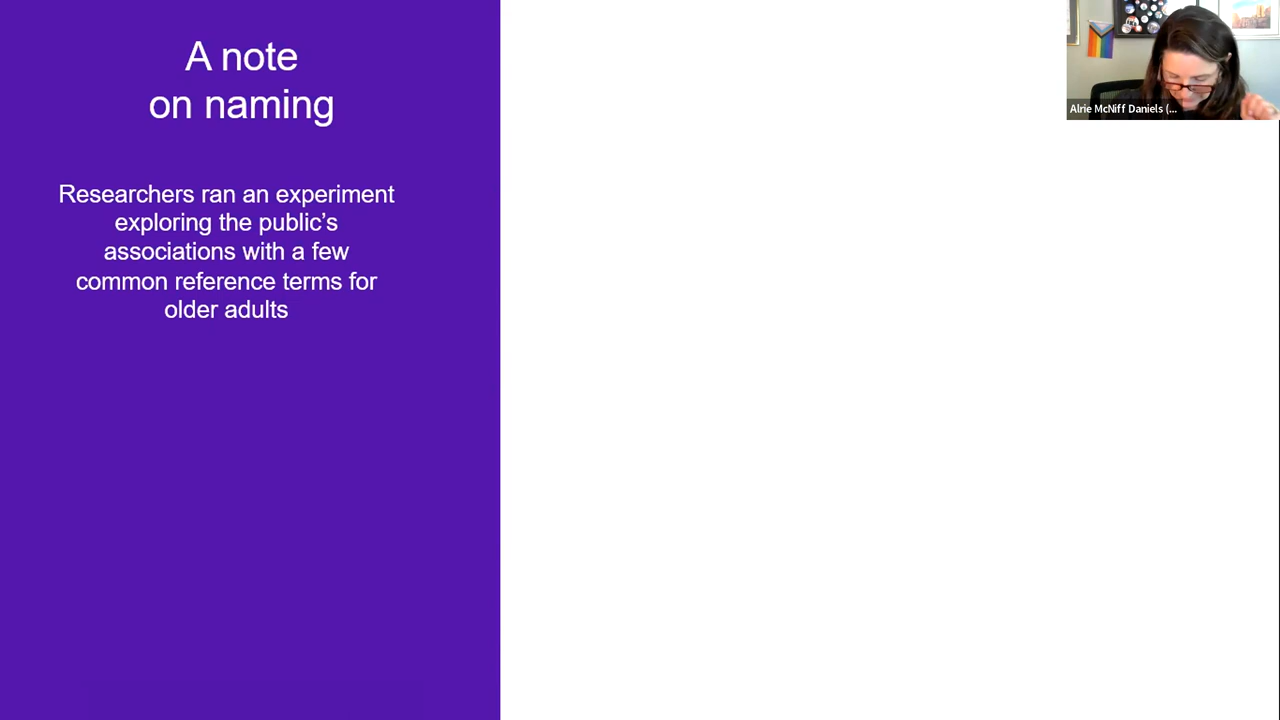 A note
on naming
Researchers ran an experiment
exploring the public’s
associations with a few
common reference terms for
older adults
Alrie McNiff Daniels (...